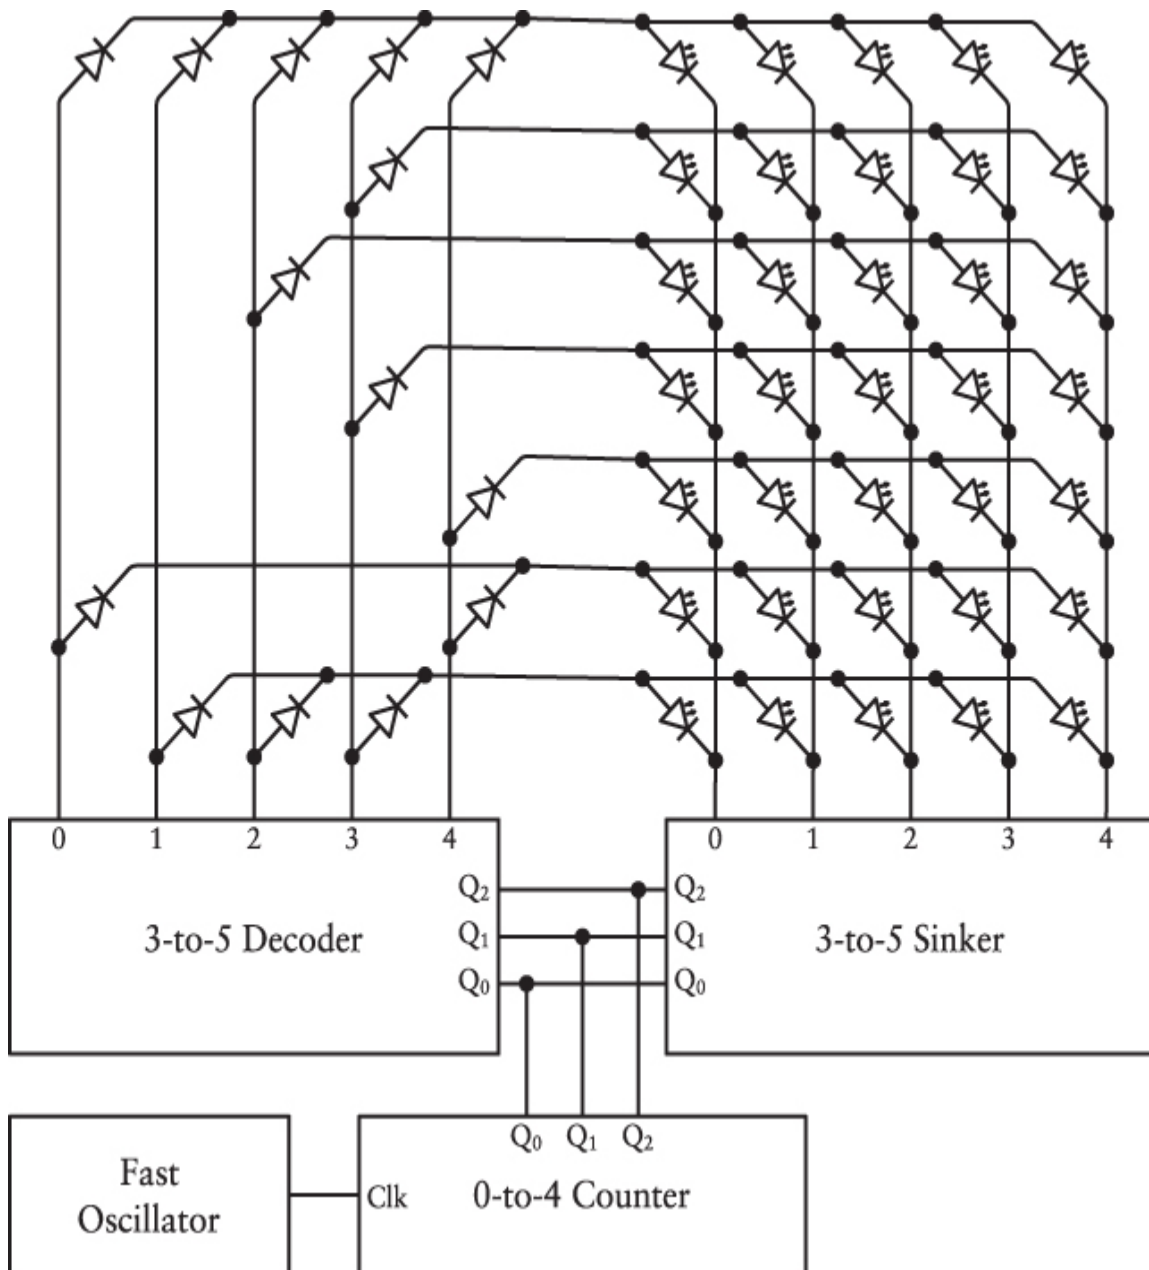 0 1 2 3 4 0 1 2 3 4
Q₂ Q₂
3-to-5 Decoder Q₁ Q₁ 3-to-5 Sinker
Q₀ Q₀
Q₀ Q₁ Q₂
Fast
Oscillator
Clk 0-to-4 Counter